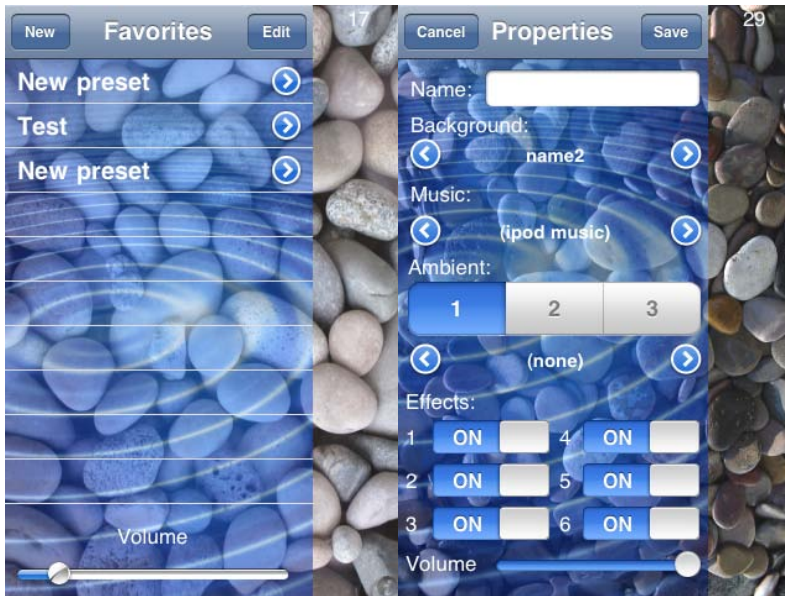 New Favorites Edit
17
New preset
Test
New preset
Volume
Cancel Properties Save
29
Name:
Background:
name2
Music:
(ipod music)
Ambient:
1 2 3
(none)
Effects:
1 ON 4 ON
2 ON 5 ON
3 ON 6 ON
Volume